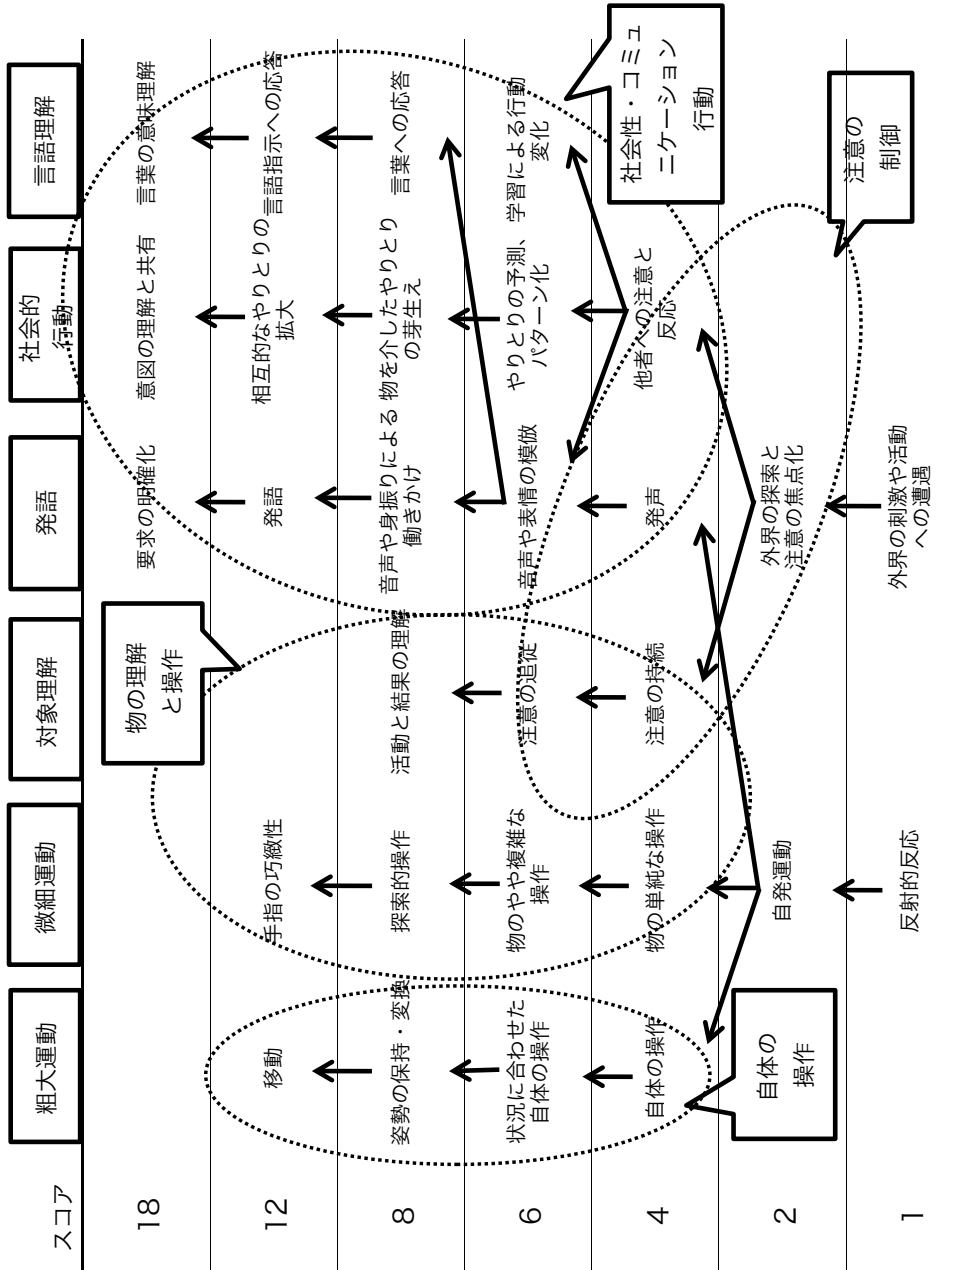 スコア
粗大運動
微細運動
対象理解
発語
社会的
行動
言語理解
18
要求の明確化
意図の理解と共有
言葉の意味理解
物の理解
と操作
12
移動
手指の巧緻性
発語
相互的なやりとりの
拡大
言語指示への応答
8
姿勢の保持・変換
探索的操作
活動と結果の理解
音声や身振りによる
働きかけ
物を介したやりとり
の芽生え
言葉への応答
6
状況に合わせた
自体の操作
物のやや複雑な
操作
注意の追従
音声や表情の模倣
やりとりの予測、
パターン化
学習による行動
変化
4
自体の操作
物の単純な操作
注意の持続
発声
他者への注意と
反応
社会性・コミュ
ニケーション
行動
2
自体の
操作
自発運動
外界の探索と
注意の焦点化
注意の
制御
1
反射的反応
外界の刺激や活動
への遭遇